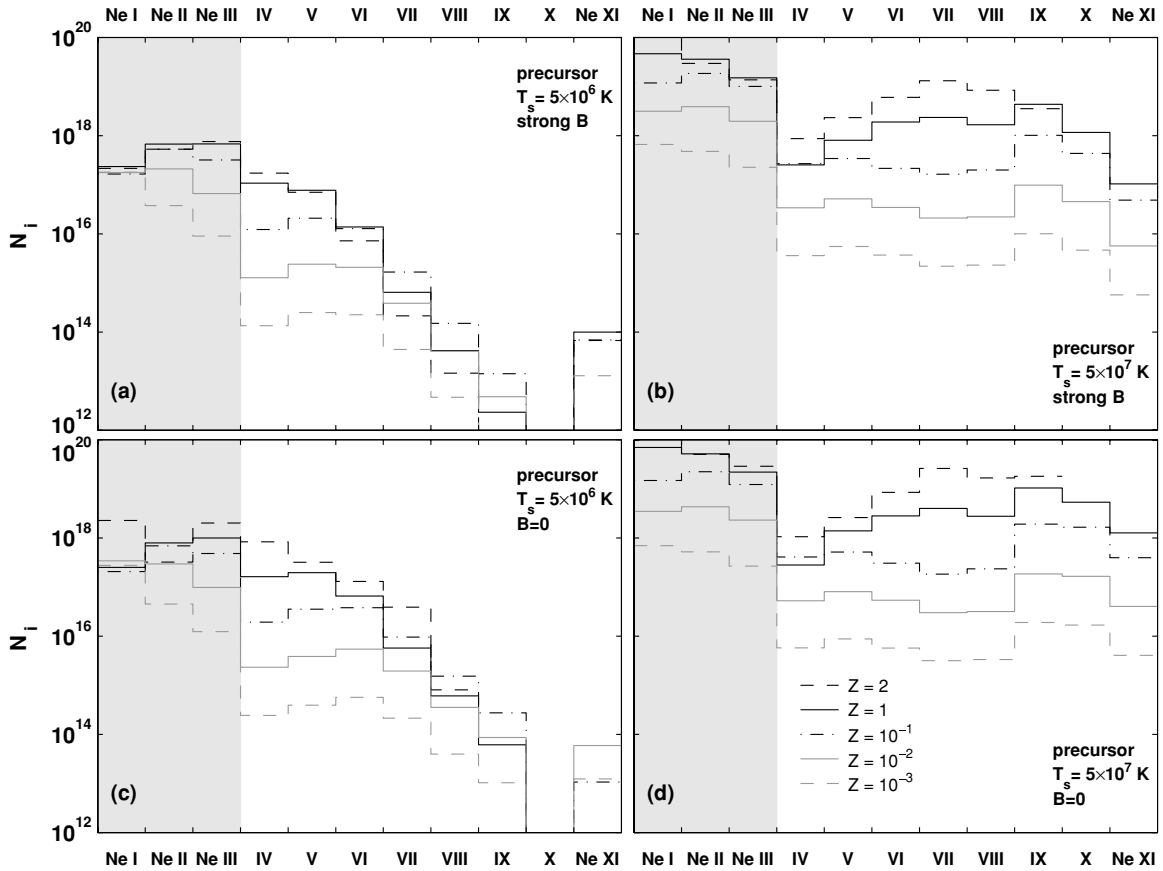 Ne I Ne II Ne III IV V VI VII VIII IX X Ne XI
Ne I Ne II Ne III IV V VI VII VIII IX X Ne XI
10^20
10^18
10^16
10^14
10^12
N_i
precursor
T_s= 5×10^6 K
strong B
(a)
precursor
T_s= 5×10^7 K
strong B
(b)
10^20
10^18
10^16
10^14
10^12
N_i
precursor
T_s= 5×10^6 K
B=0
(c)
Z = 2
Z = 1
Z = 10^−1
Z = 10^−2
Z = 10^−3
precursor
T_s= 5×10^7 K
B=0
(d)
Ne I Ne II Ne III IV V VI VII VIII IX X Ne XI
Ne I Ne II Ne III IV V VI VII VIII IX X Ne XI